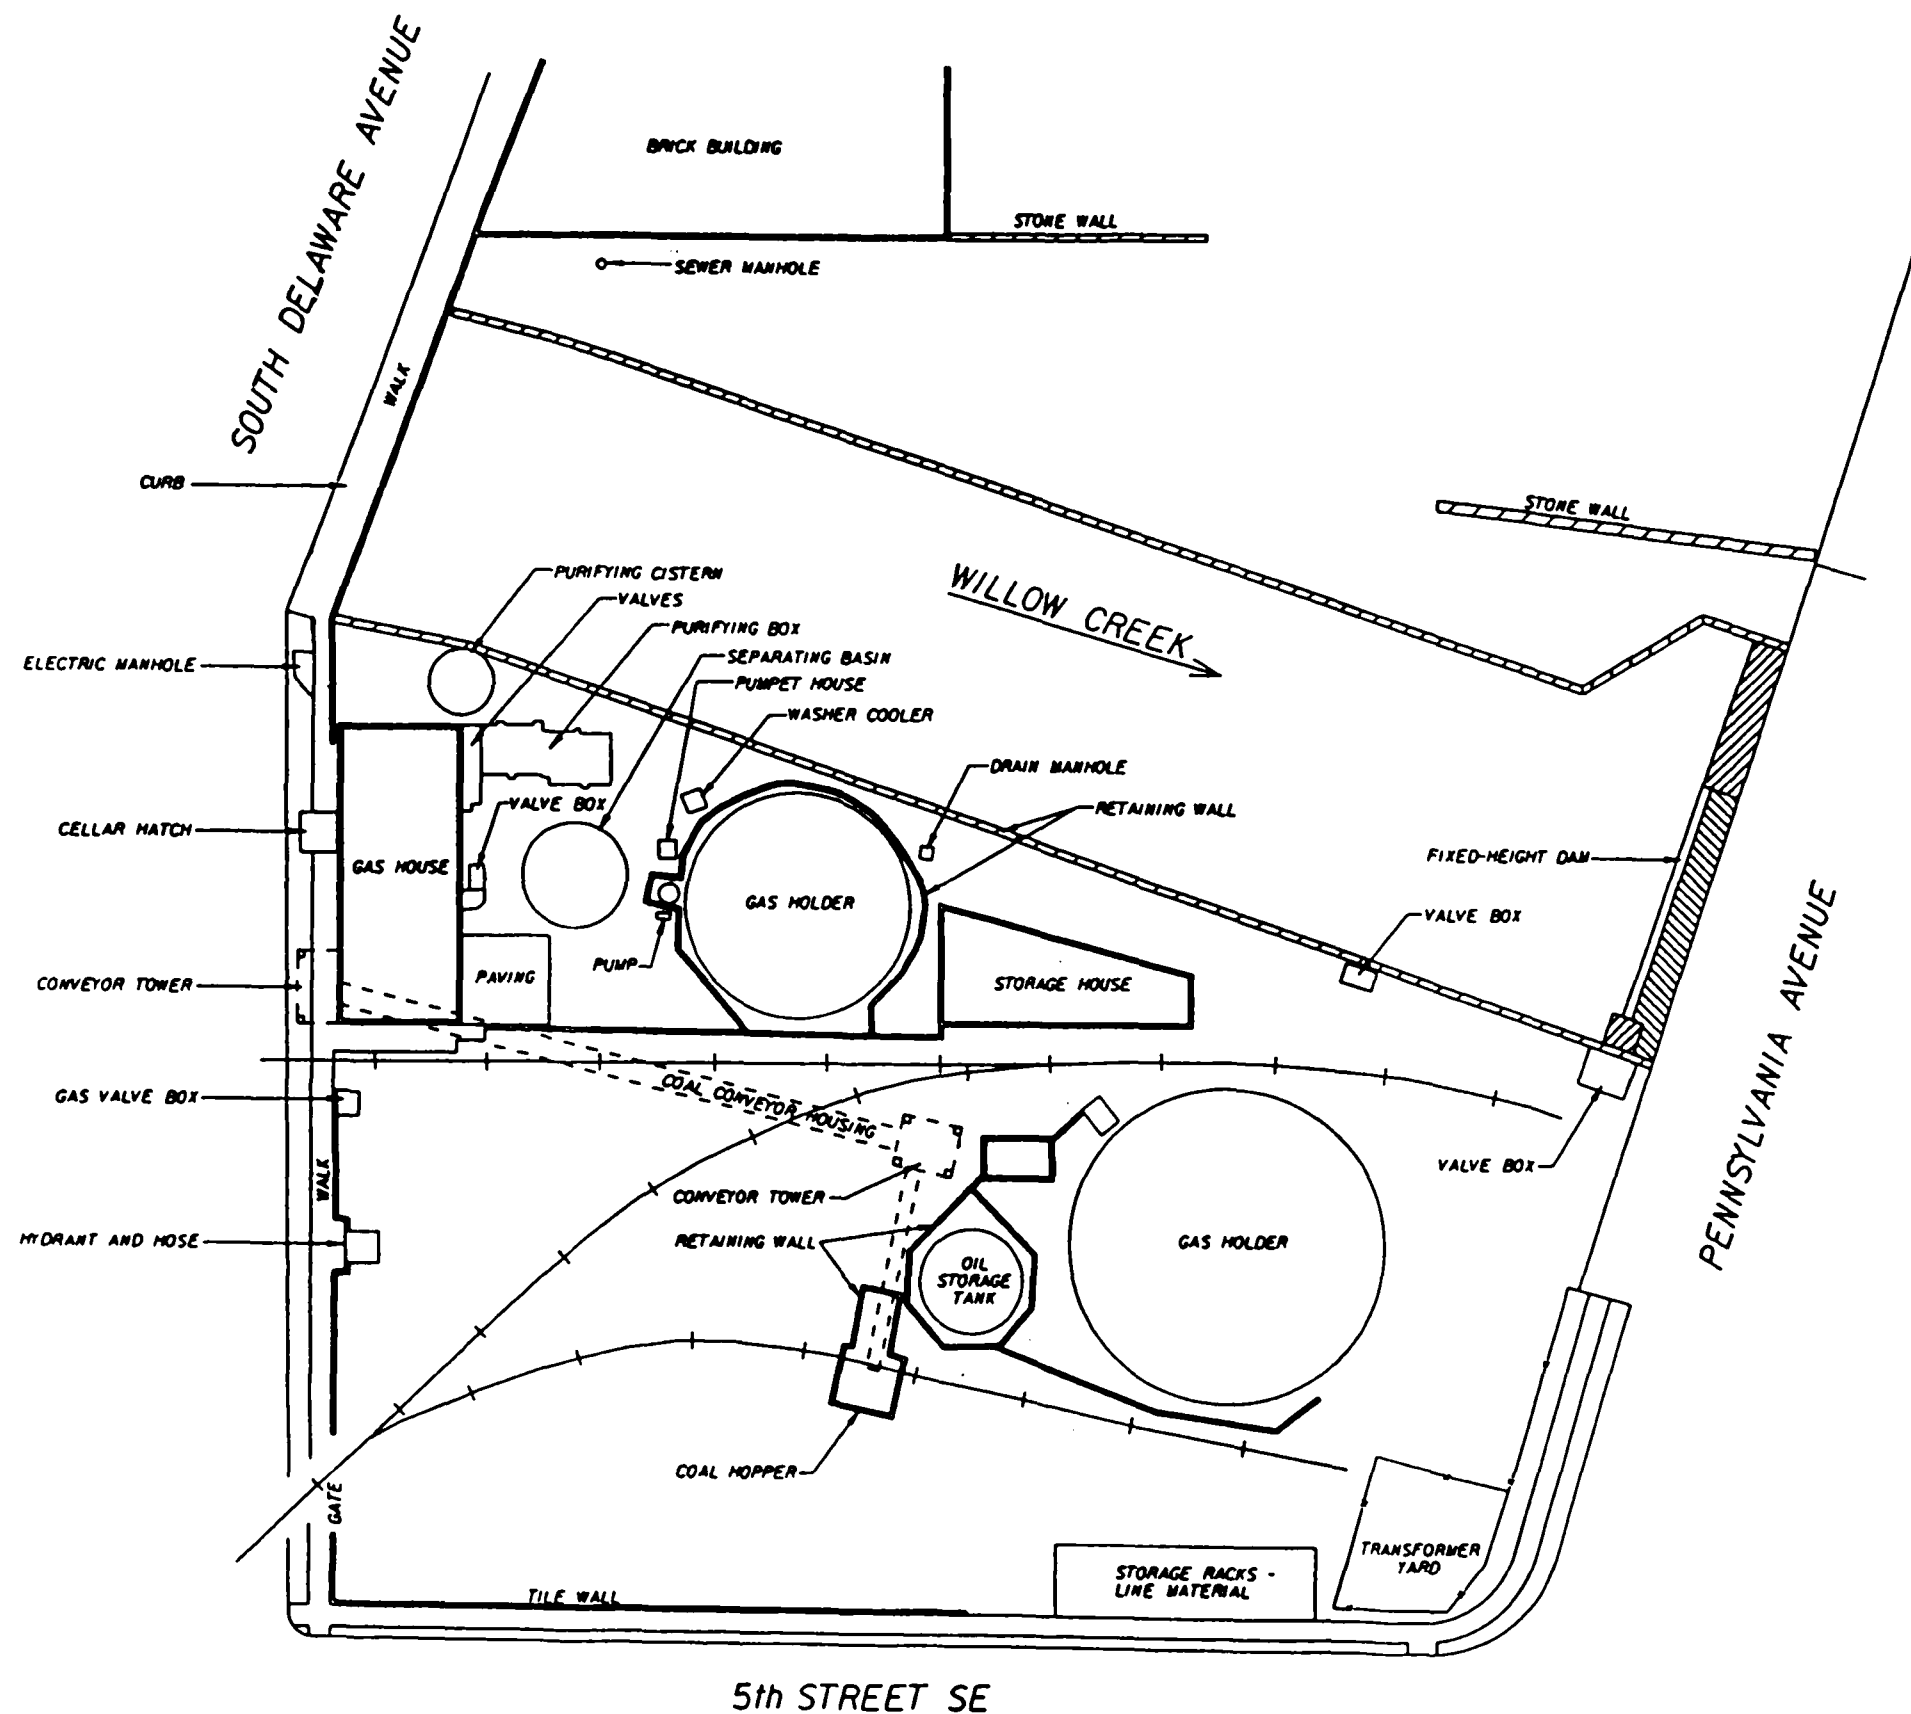 SOUTH DELAWARE AVENUE
BRICK BUILDING
STONE WALL
SEWER MANHOLE
WALK
CURB
STONE WALL
PURIFYING CISTERN
VALVES
PURIFYING BOX
SEPARATING BASIN
PUMPET HOUSE
WASHER COOLER
WILLOW CREEK
ELECTRIC MANHOLE
DRAIN MANHOLE
VALVE BOX
RETAINING WALL
CELLAR HATCH
GAS HOUSE
FIXED-HEIGHT DAM
GAS HOLDER
VALVE BOX
PUMP
PAVING
CONVEYOR TOWER
STORAGE HOUSE
PENNSYLVANIA AVENUE
GAS VALVE BOX
COAL CONVEYOR HOUSING
VALVE BOX
WALK
CONVEYOR TOWER
HYDRANT AND HOSE
RETAINING WALL
GAS HOLDER
OIL
STORAGE
TANK
COAL HOPPER
GATE
TRANSFORMER
YARD
STORAGE RACKS -
LINE MATERIAL
TILE WALL
5th STREET SE